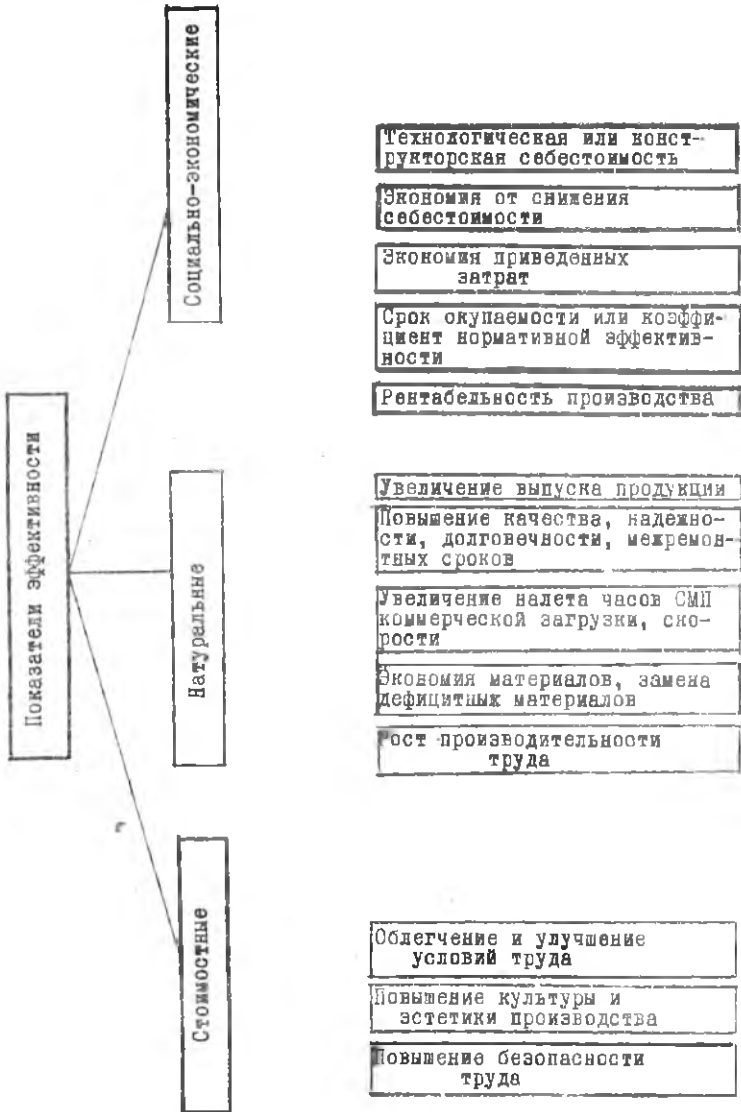 Показатели эффективности
Социально-экономические
Натуральные
Стоимостные
Технологическая или конст-
рукторская себестоимость
Экономия от снижения
себестоимости
Экономия приведенных
затрат
Срок окупаемости или коэффи-
циент нормативной эффектив-
ности
Рентабельность производства
Увеличение выпуска продукции
Повышение качества, надежно-
сти, долговечности, межремон-
тных сроков
Увеличение налета часов СМП
коммерческой загрузки, ско-
рости
Экономия материалов, замена
дефицитных материалов
Рост производительности
труда
Облегчение и улучшение
условий труда
Повышение культуры и
эстетики производства
Повышение безопасности
труда